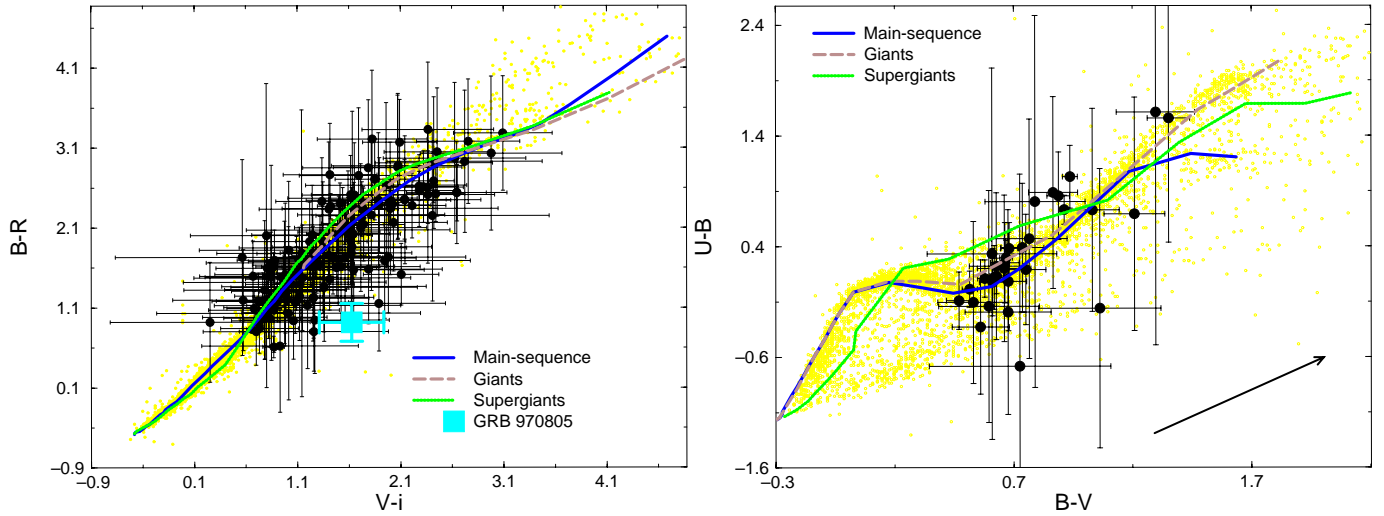 B-R
4.1
3.1
2.1
1.1
0.1
−0.9
−0.9
0.1
1.1
2.1
3.1
4.1
V-i
Main-sequence
Giants
Supergiants
GRB 970805
U-B
2.4
1.4
0.4
−0.6
−1.6
−0.3
0.7
1.7
B-V
Main-sequence
Giants
Supergiants